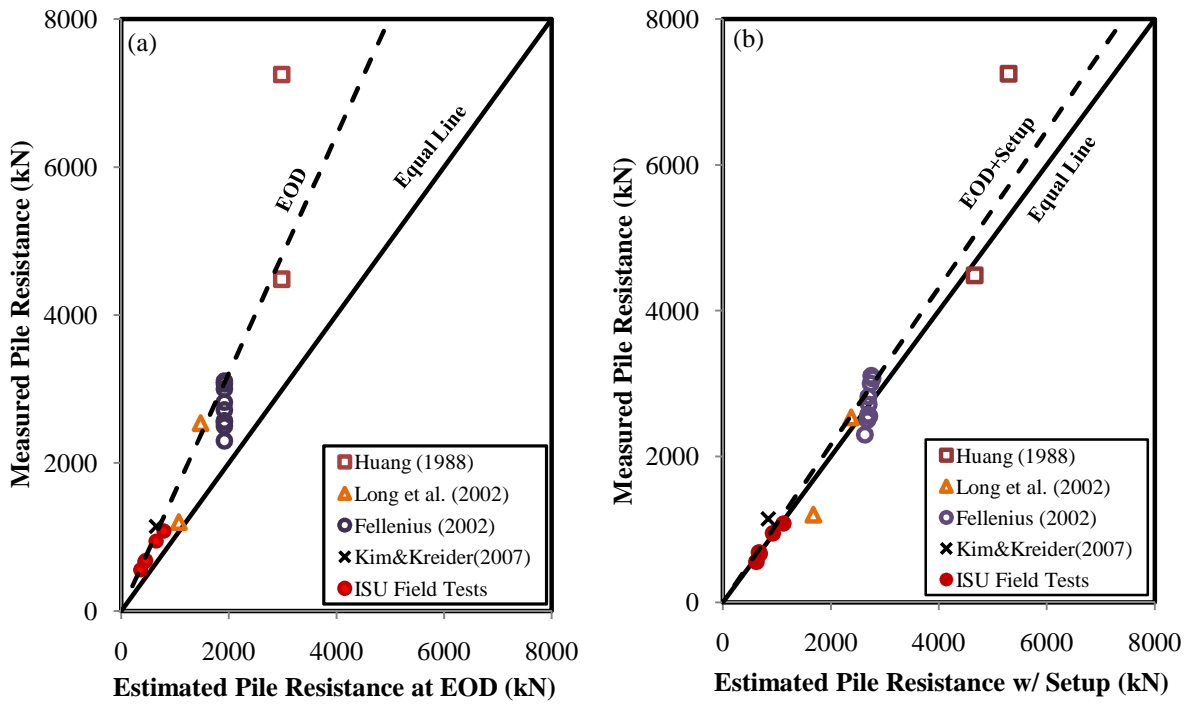 (a)
8000
6000
4000
2000
0
Measured Pile Resistance (kN)
EOD
Equal Line
Huang (1988)
Long et al. (2002)
Fellenius (2002)
Kim&Kreider(2007)
ISU Field Tests
0 2000 4000 6000 8000
Estimated Pile Resistance at EOD (kN)
(b)
8000
6000
4000
2000
0
Measured Pile Resistance (kN)
EOD+Setup
Equal Line
Huang (1988)
Long et al. (2002)
Fellenius (2002)
Kim&Kreider(2007)
ISU Field Tests
0 2000 4000 6000 8000
Estimated Pile Resistance w/ Setup (kN)